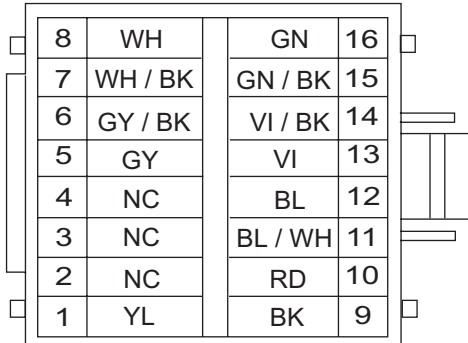 8 WH GN 16
7 WH / BK GN / BK 15
6 GY / BK VI / BK 14
5 GY VI 13
4 NC BL 12
3 NC BL / WH 11
2 NC RD 10
1 YL BK 9